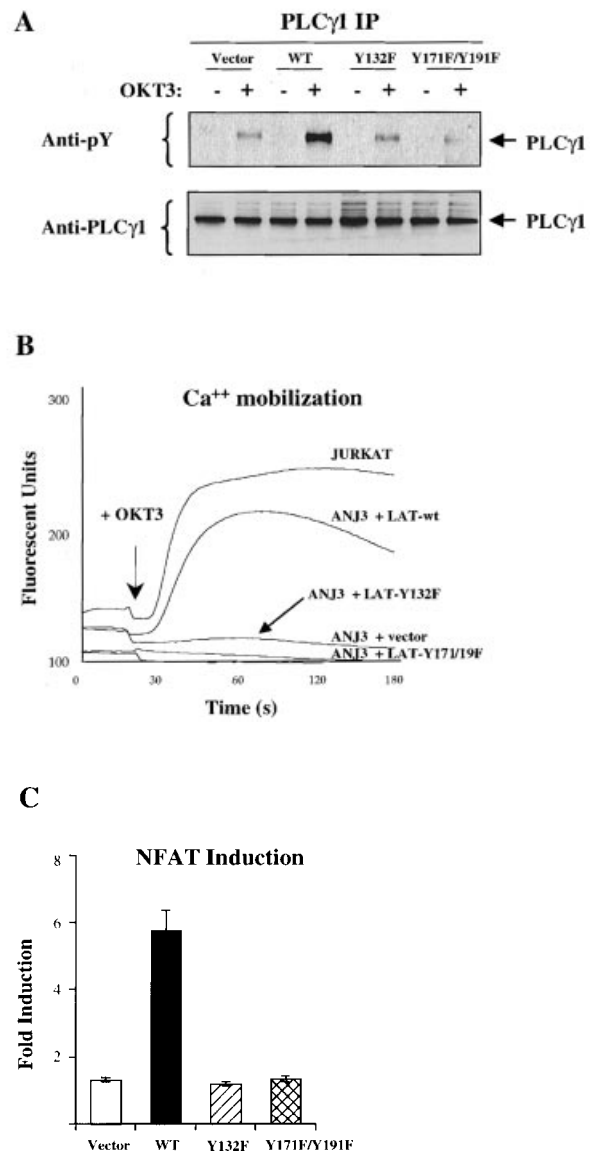 A
PLCγ1 IP
Vector WT Y132F Y171F/Y191F
OKT3: - + - + - + - +
Anti-pY PLCγ1
Anti-PLCγ1 PLCγ1
B
Ca++ mobilization
300
JURKAT
+ OKT3
200
ANJ3 + LAT-wt
Fluorescent Units
ANJ3 + LAT-Y132F
ANJ3 + vector
ANJ3 + LAT-Y171/19F
100
0 30 60 120 180
Time (s)
C
8
NFAT Induction
6
Fold Induction
4
2
Vector WT Y132F Y171F/Y191F